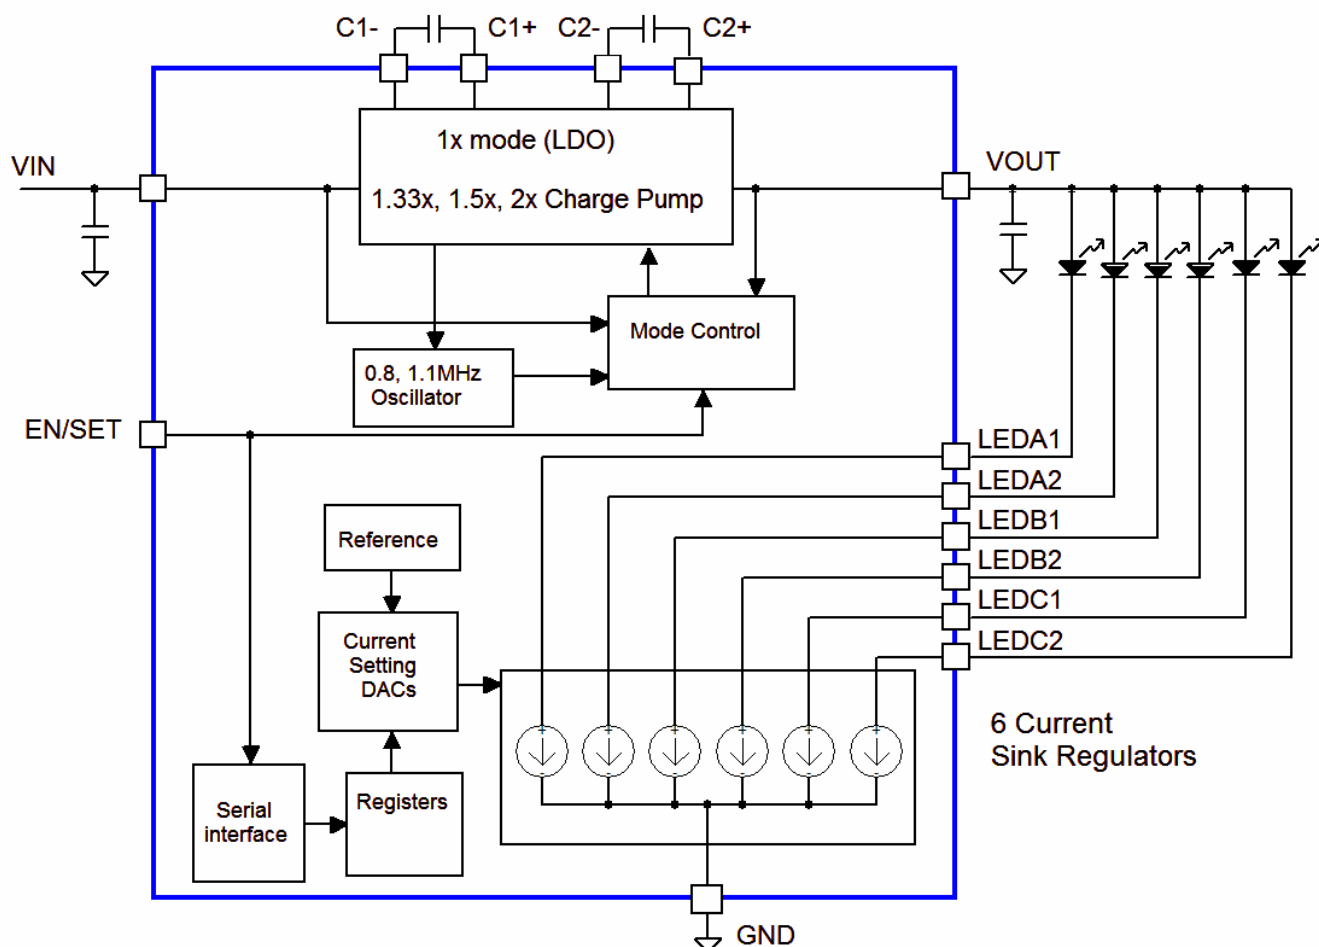 C1-
C1+
C2-
C2+
1x mode (LDO)
1.33x, 1.5x, 2x Charge Pump
VIN
VOUT
Mode Control
0.8, 1.1MHz
Oscillator
EN/SET
LEDA1
LEDA2
LEDB1
LEDB2
LEDC1
LEDC2
Reference
Current
Setting
DACs
6 Current
Sink Regulators
Serial
interface
Registers
GND